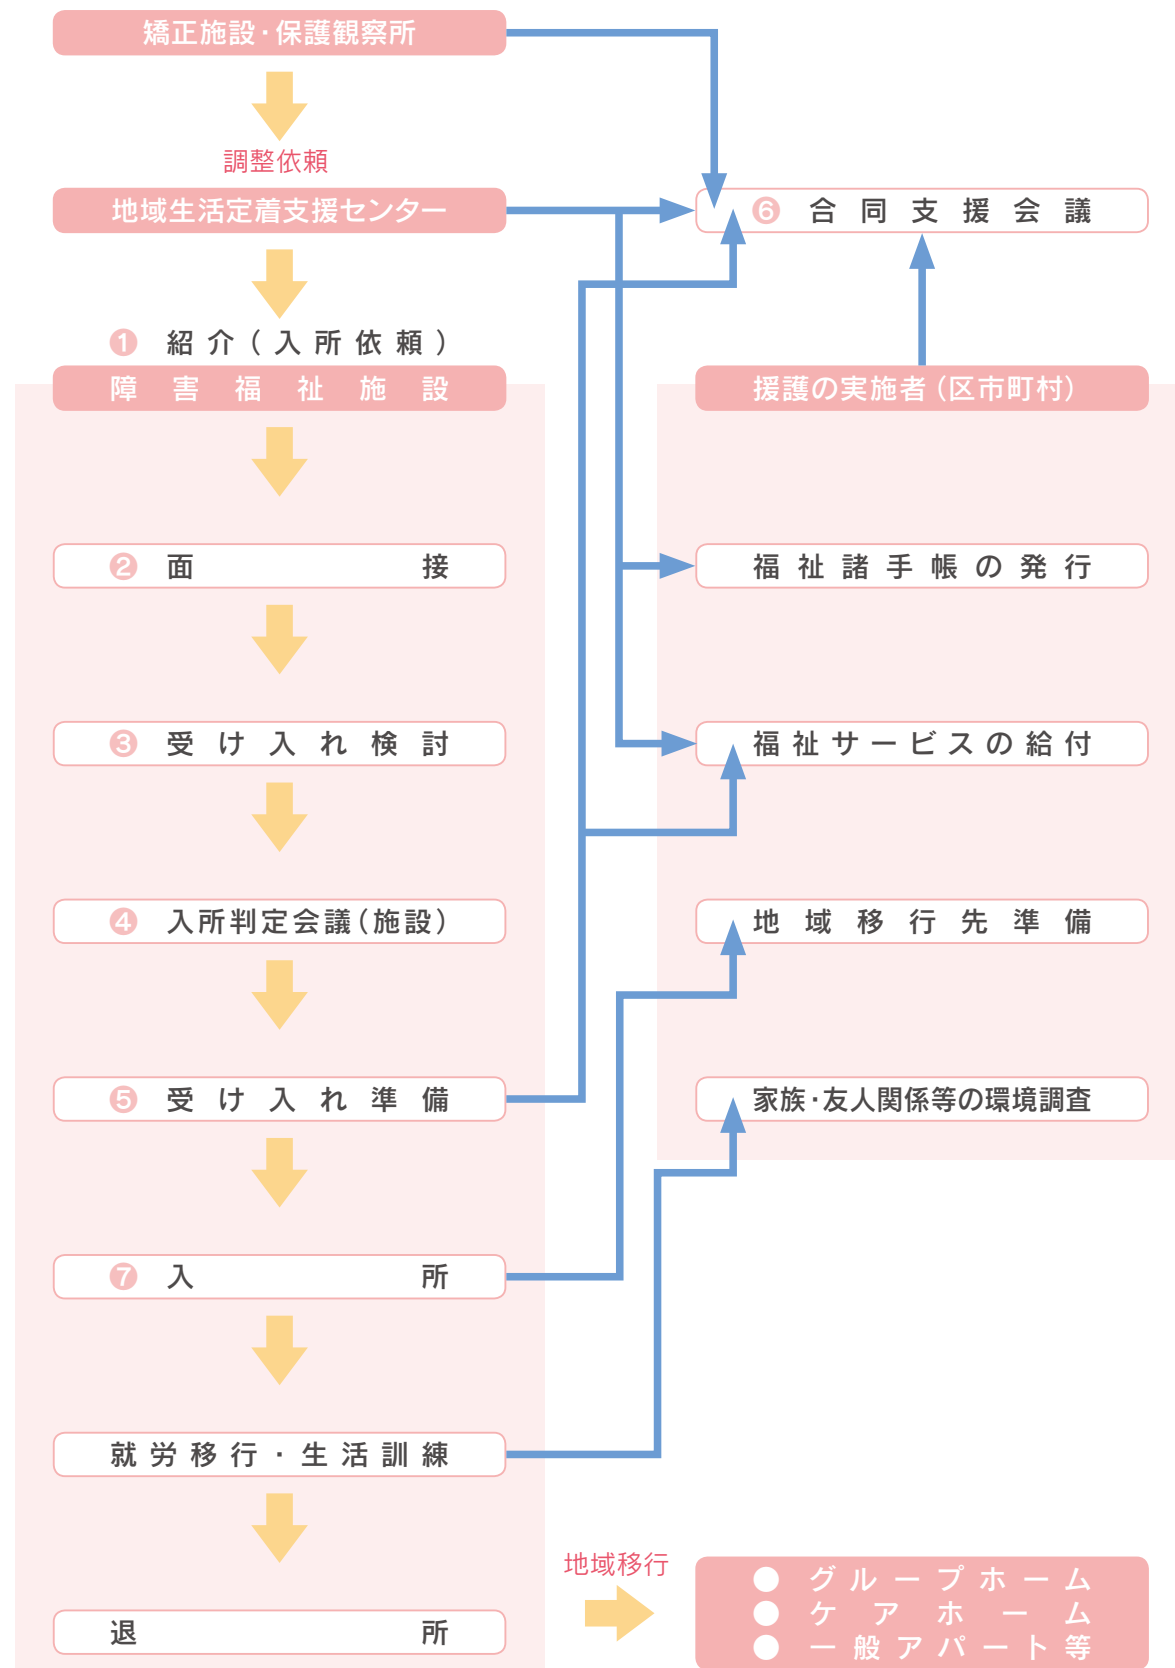 矯正施設・保護観察所
調整依頼
地域生活定着支援センター
❻ 合同支援会議
❶ 紹介(入所依頼)
障害福祉施設
援護の実施者(区市町村)
❷ 面接
福祉諸手帳の発行
❸ 受け入れ検討
福祉サービスの給付
❹ 入所判定会議(施設)
地域移行先準備
❺ 受け入れ準備
家族・友人関係等の環境調査
❼ 入所
就労移行・生活訓練
地域移行
● グループホーム
● ケアホーム
● 一般アパート等
退所